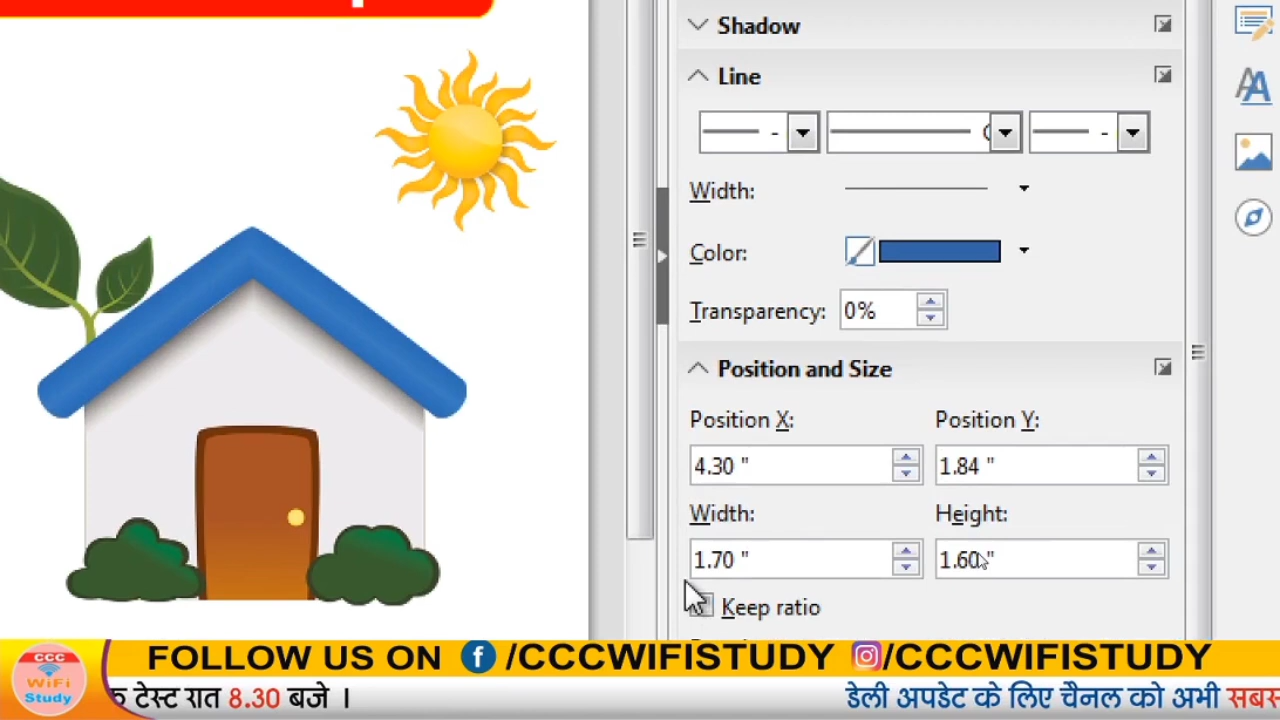 Shadow
Line
Width:
Color:
Transparency: 0%
Position and Size
Position X: Position Y:
4.30 " 1.84 "
Width: Height:
1.70 " 1.60 "
Keep ratio
CCC
WiFi
Study
FOLLOW US ON /CCCWIFISTUDY /CCCWIFISTUDY
टेस्ट रात 8.30 बजे । डेली अपडेट के लिए चैनल को अभी